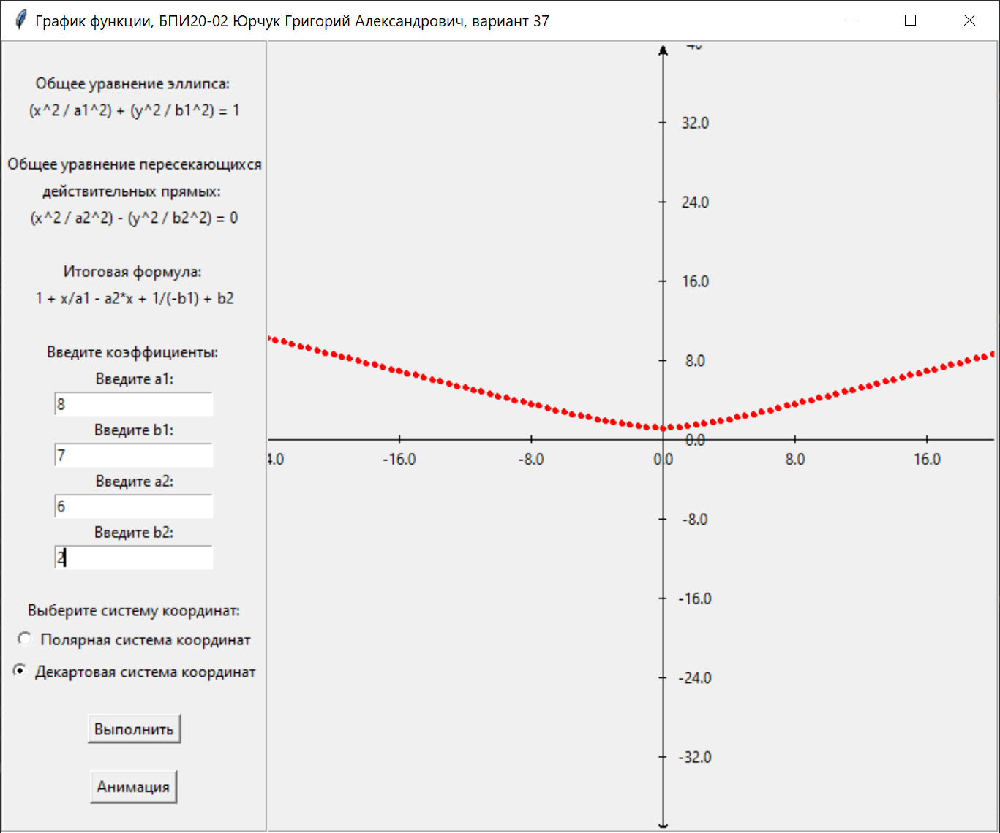 График функции, БПИ20-02 Юрчук Григорий Александрович, вариант 37
Общее уравнение эллипса:
(x^2 / a1^2) + (y^2 / b1^2) = 1
Общее уравнение пересекающихся
действительных прямых:
(x^2 / a2^2) - (y^2 / b2^2) = 0
Итоговая формула:
1 + x/a1 - a2*x + 1/(-b1) + b2
Введите коэффициенты:
Введите a1:
8
Введите b1:
7
Введите a2:
6
Введите b2:
2
Выберите систему координат:
Полярная система координат
Декартовая система координат
Выполнить
Анимация
32.0
24.0
16.0
8.0
0.0
4.0 -16.0 -8.0 0.0 8.0 16.0
-8.0
-16.0
-24.0
-32.0